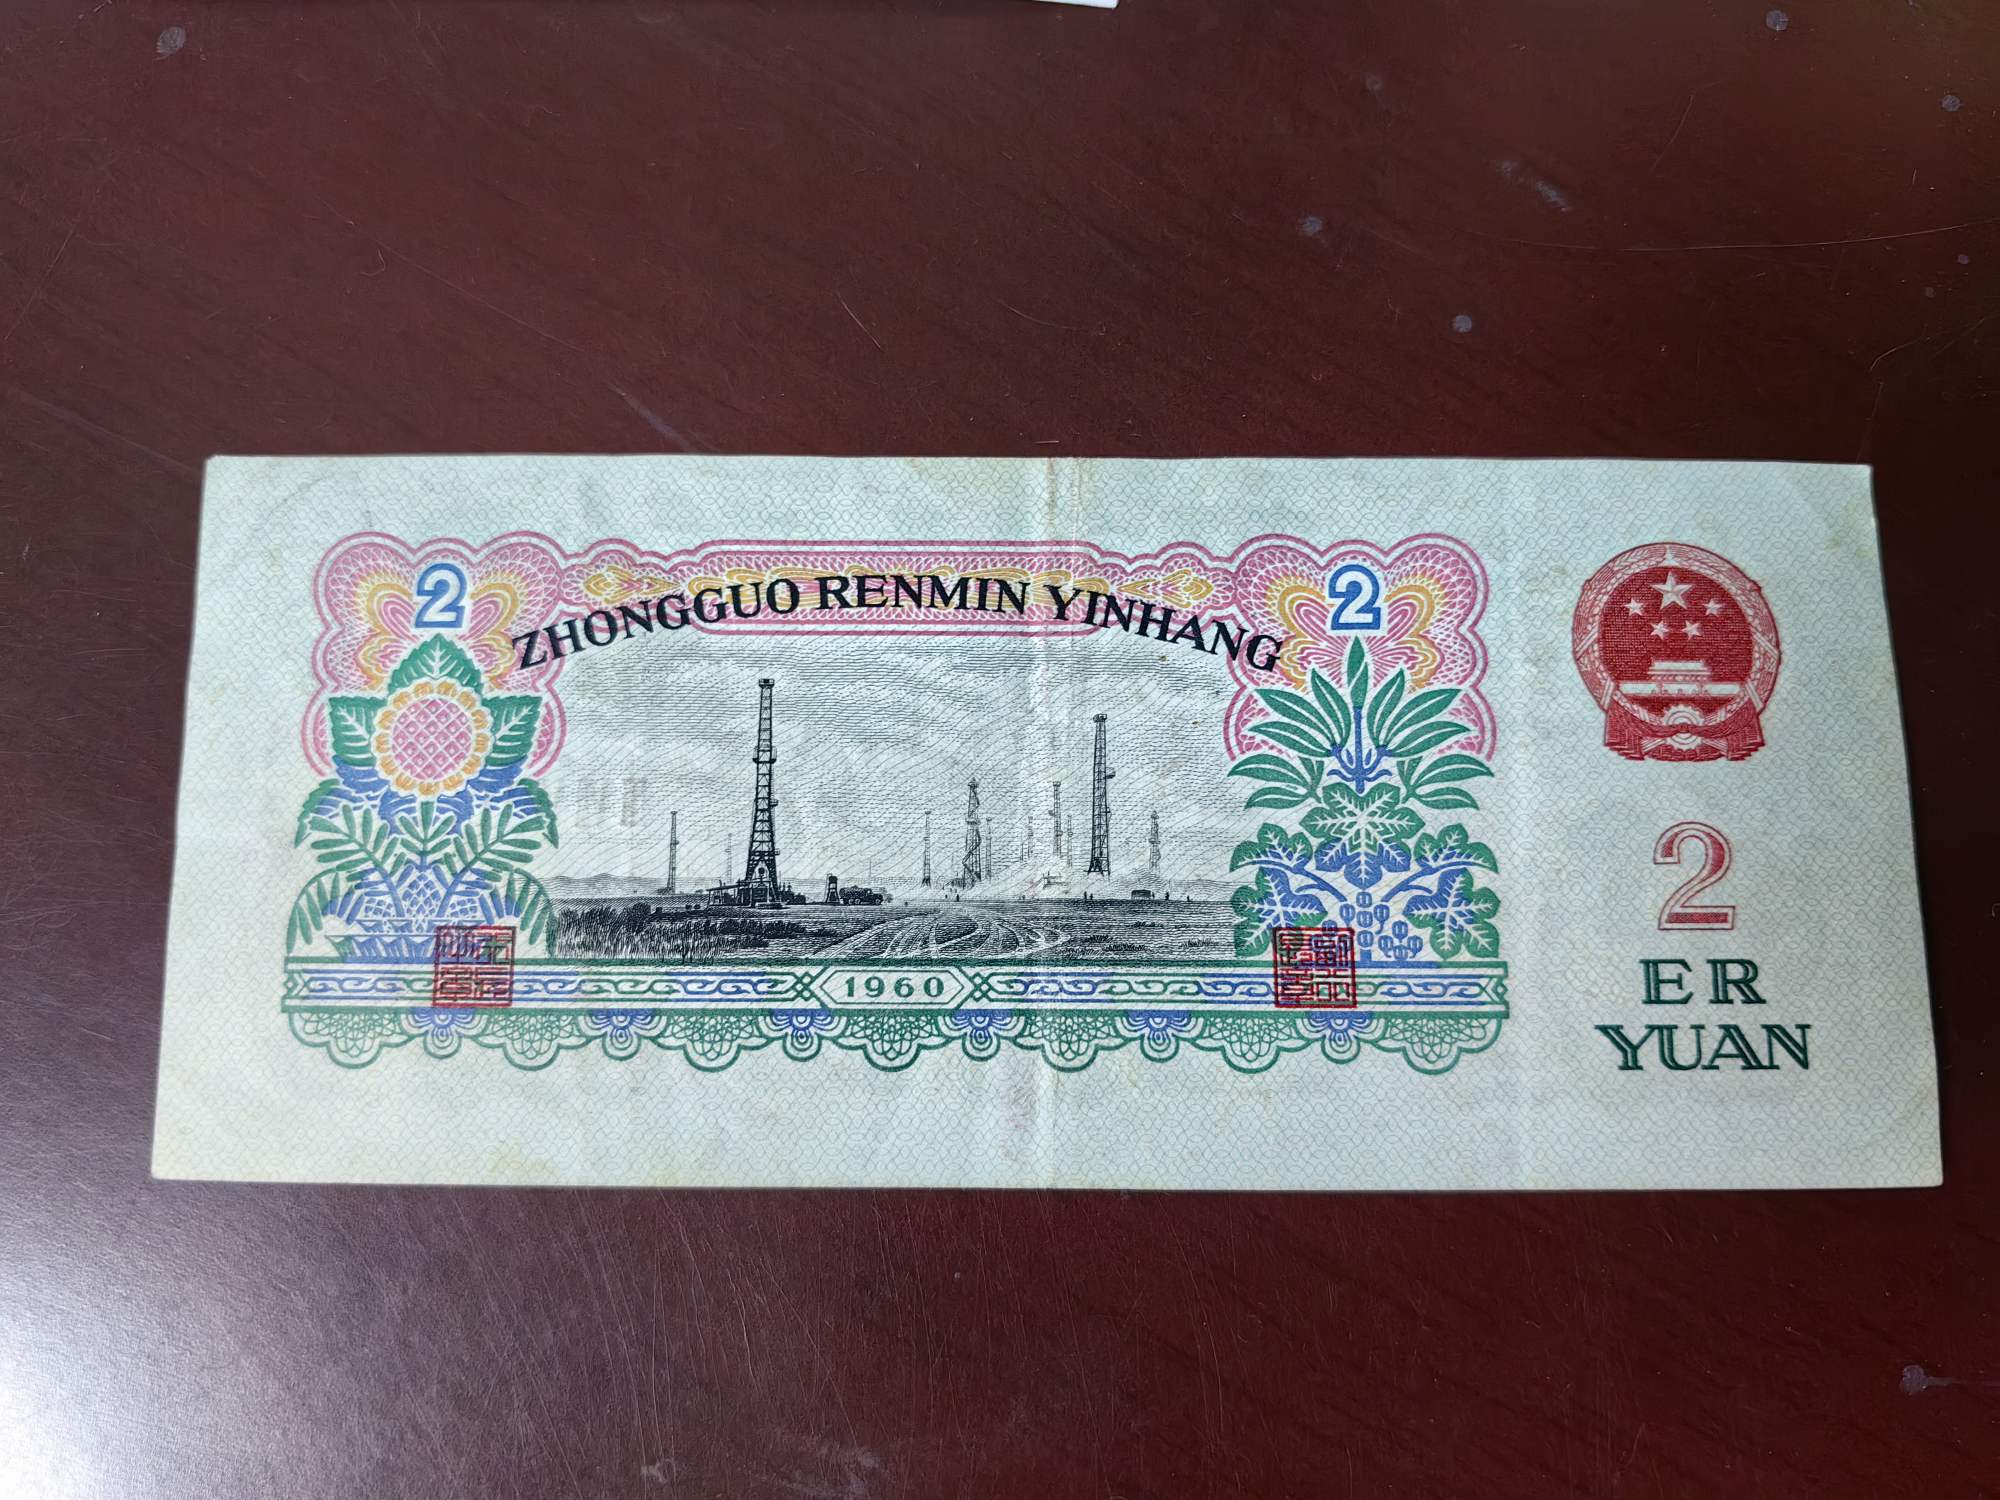 2 2
ZHONGGUO RENMIN YINHANG
1960
2
ER
YUAN